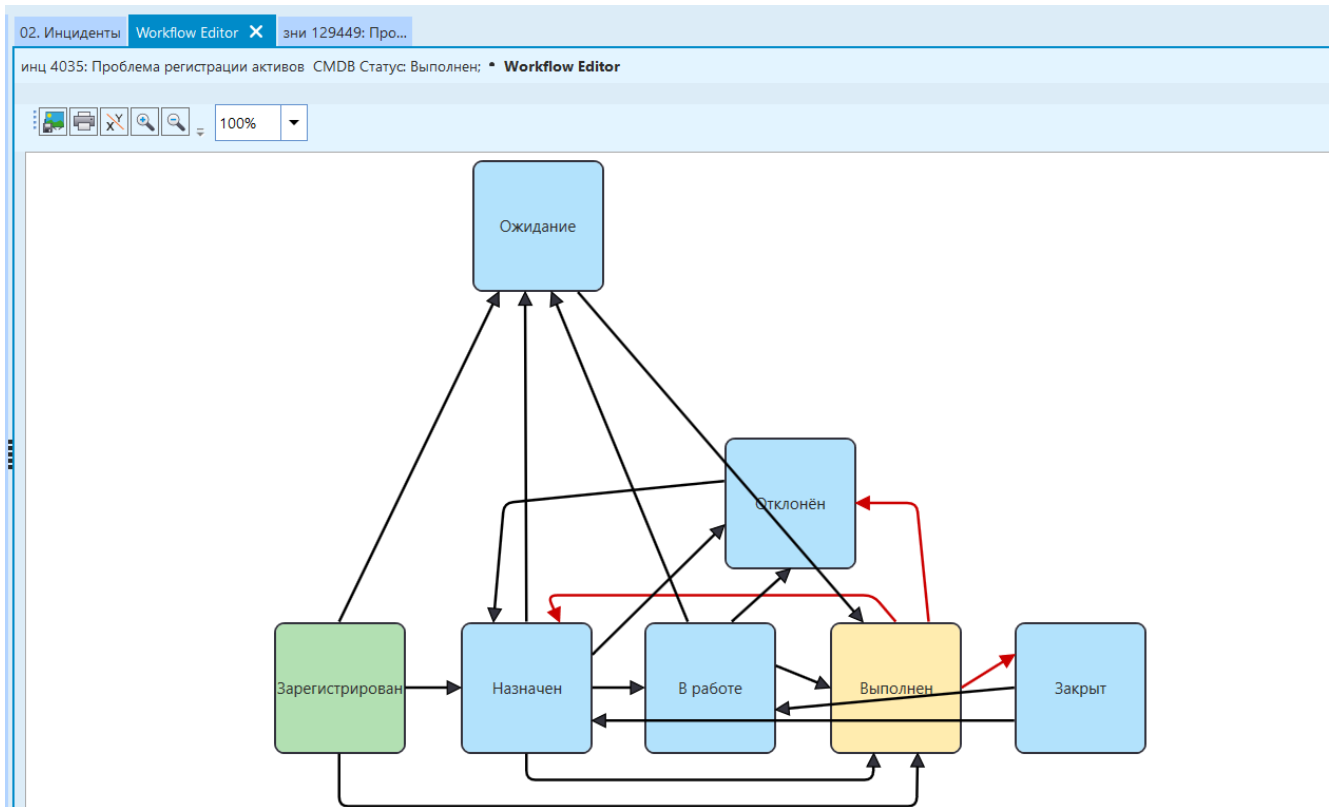 02. Инциденты Workflow Editor зни 129449: Про...
инц 4035: Проблема регистрации активов CMDB Статус: Выполнен; • Workflow Editor
100%
Ожидание
Отклонён
Зарегистрирован Назначен В работе Выполнен Закрыт